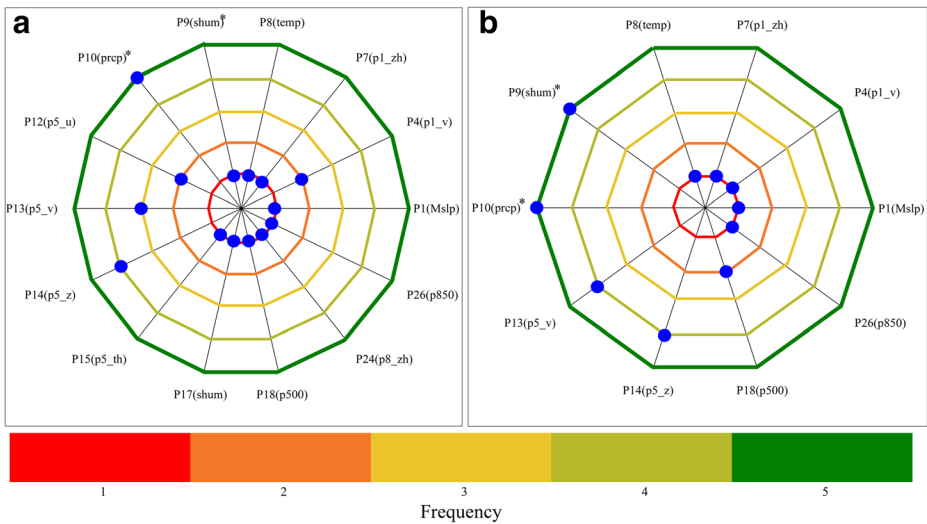 a
P9(shum)*
P8(temp)
P10(prcp)*
P7(p1_zh)
P12(p5_u)
P4(p1_v)
P13(p5_v)
P1(Mslp)
P14(p5_z)
P26(p850)
P15(p5_th)
P24(p8_zh)
P17(shum)
P18(p500)
b
P8(temp)
P7(p1_zh)
P9(shum)*
P4(p1_v)
P10(prcp)*
P1(Mslp)
P13(p5_v)
P26(p850)
P14(p5_z)
P18(p500)
1 2 3 4 5
Frequency